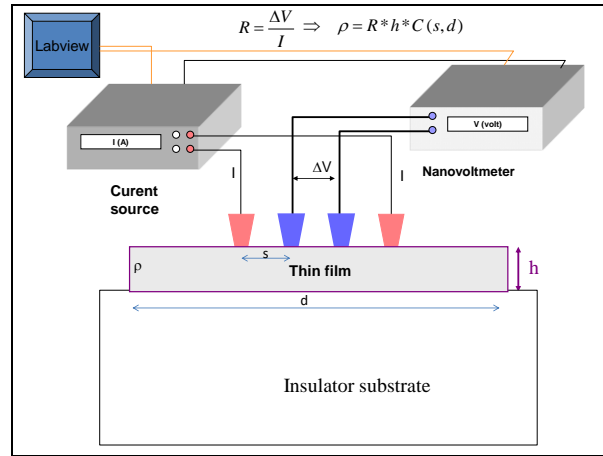 R = ΔV/I ⇒ ρ = R*h*C(s,d)
Labview
I (A)
V (volt)
Curent
source
I
ΔV
I
Nanovoltmeter
s
ρ
Thin film
h
d
Insulator substrate